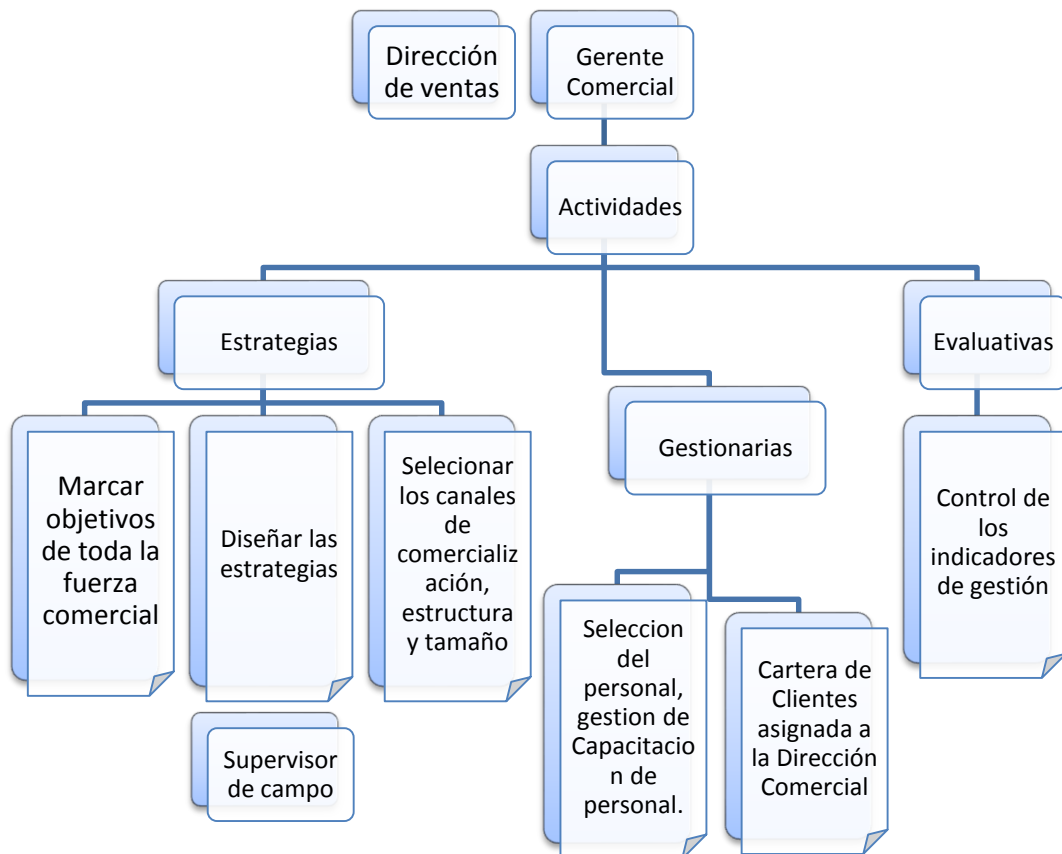 Dirección
de ventas
Gerente
Comercial
Actividades
Estrategias
Evaluativas
Gestionarias
Marcar
objetivos
de toda la
fuerza
comercial
Diseñar las
estrategias
Selecionar
los canales
de
comercializ
ación,
estructura
y tamaño
Control de
los
indicadores
de gestión
Seleccion
del
personal,
gestion de
Capacitacio
n de
personal.
Cartera de
Clientes
asignada a
la Dirección
Comercial
Supervisor
de campo